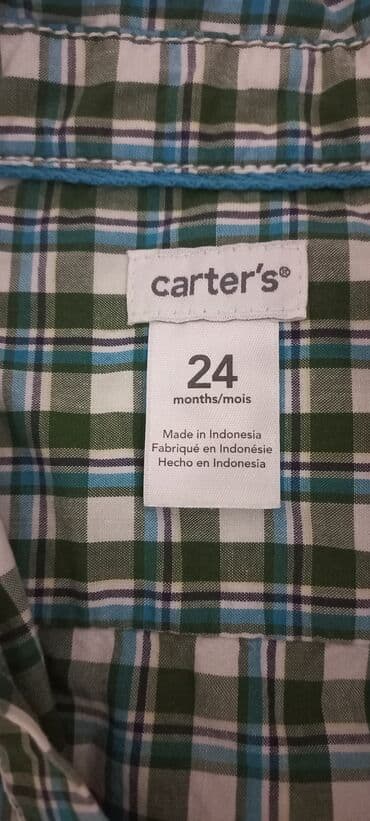 carter's®
24
months/mois
Made in Indonesia
Fabriqué en Indonésie
Hecho en Indonesia